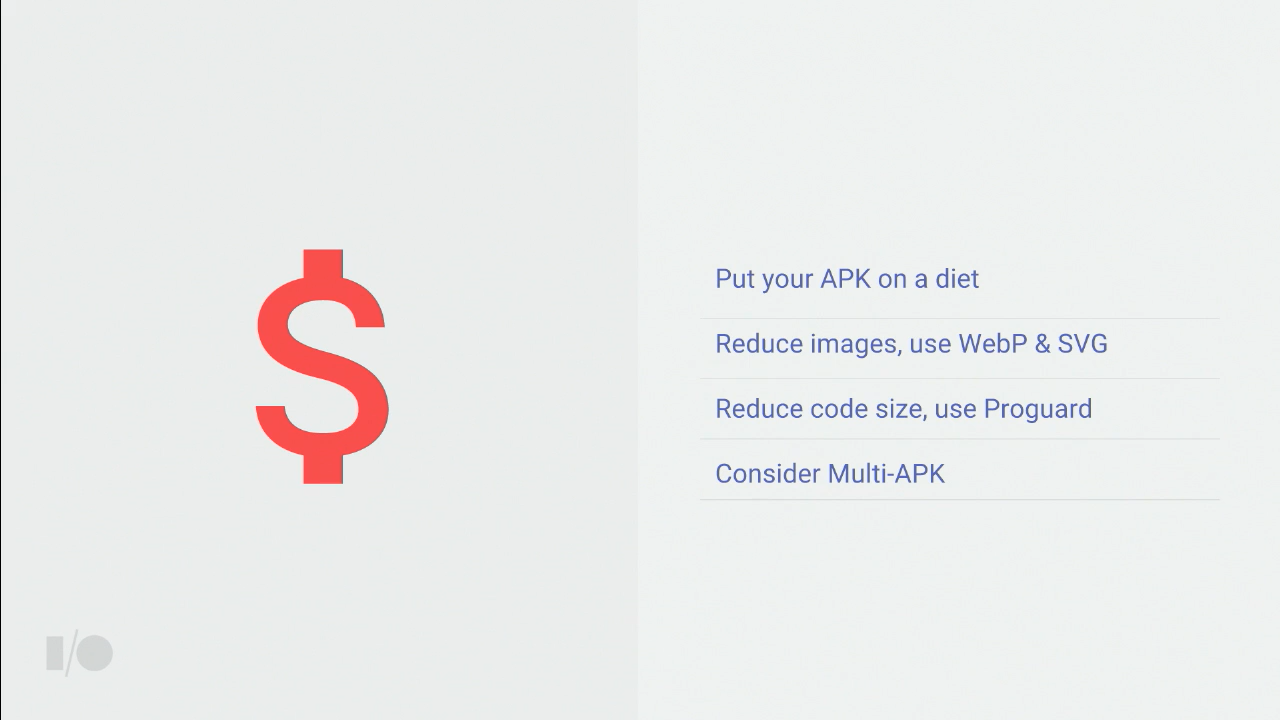 $
Put your APK on a diet
Reduce images, use WebP & SVG
Reduce code size, use Proguard
Consider Multi-APK
I/O